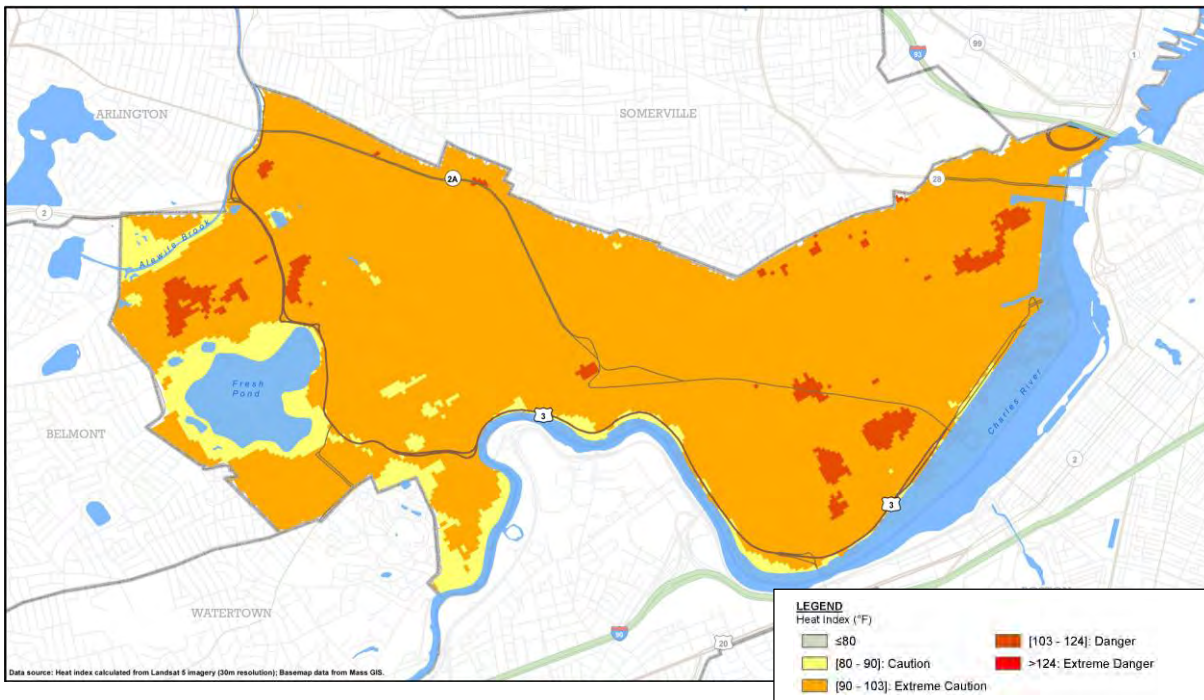 99
1
93
ARLINGTON
SOMERVILLE
2A
28
2
Alewife Brook
Fresh
Pond
3
Charles River
BELMONT
2
3
WATERTOWN
90
20
LEGEND
Heat Index (°F)
≤80
[80 - 90]: Caution
[90 - 103]: Extreme Caution
[103 - 124]: Danger
>124: Extreme Danger
Data source: Heat index calculated from Landsat 5 imagery (30m resolution); Basemap data from Mass GIS.